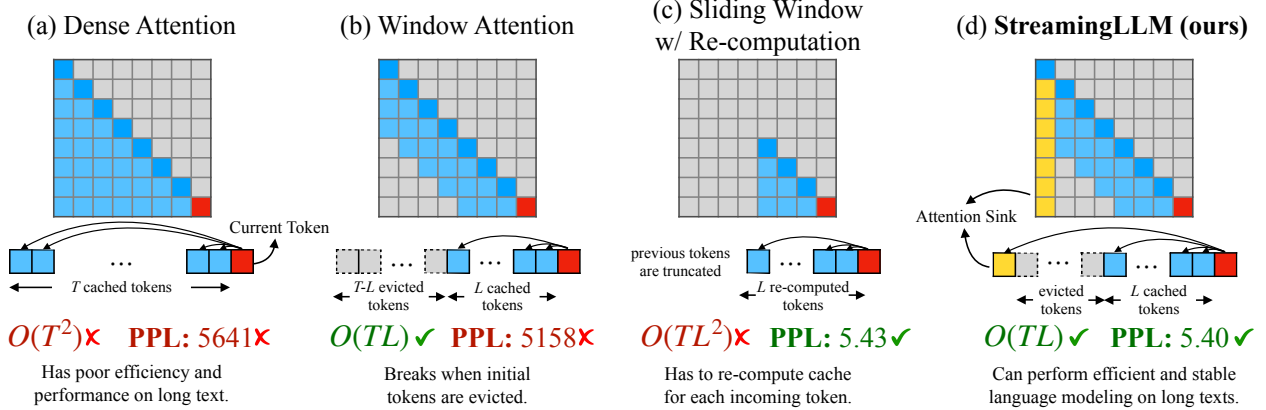 (a) Dense Attention
(b) Window Attention
(c) Sliding Window
w/ Re-computation
(d) StreamingLLM (ours)
Current Token
...
T cached tokens
... ...
T-L evicted
tokens
L cached
tokens
previous tokens
are truncated
...
L re-computed
tokens
Attention Sink
... ...
evicted
tokens
L cached
tokens
O(T²)✗ PPL: 5641✗
O(TL)✓ PPL: 5158✗
O(TL²)✗ PPL: 5.43✓
O(TL)✓ PPL: 5.40✓
Has poor efficiency and
performance on long text.
Breaks when initial
tokens are evicted.
Has to re-compute cache
for each incoming token.
Can perform efficient and stable
language modeling on long texts.